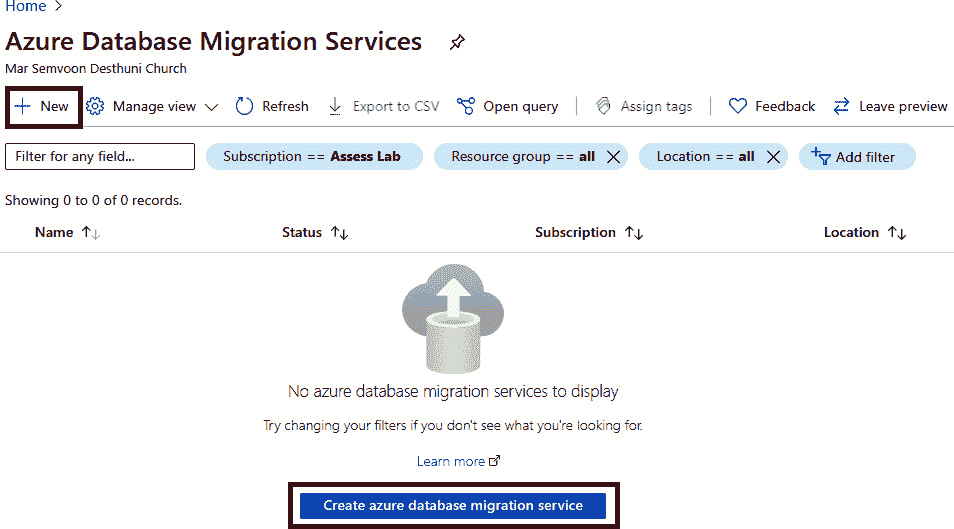 Home >
Azure Database Migration Services
Mar Semvoon Desthuni Church
+ New Manage view Refresh Export to CSV Open query Assign tags Feedback Leave preview
Filter for any field... Subscription == Assess Lab Resource group == all Location == all Add filter
Showing 0 to 0 of 0 records.
Name Status Subscription Location
No azure database migration services to display
Try changing your filters if you don't see what you're looking for.
Learn more
Create azure database migration service